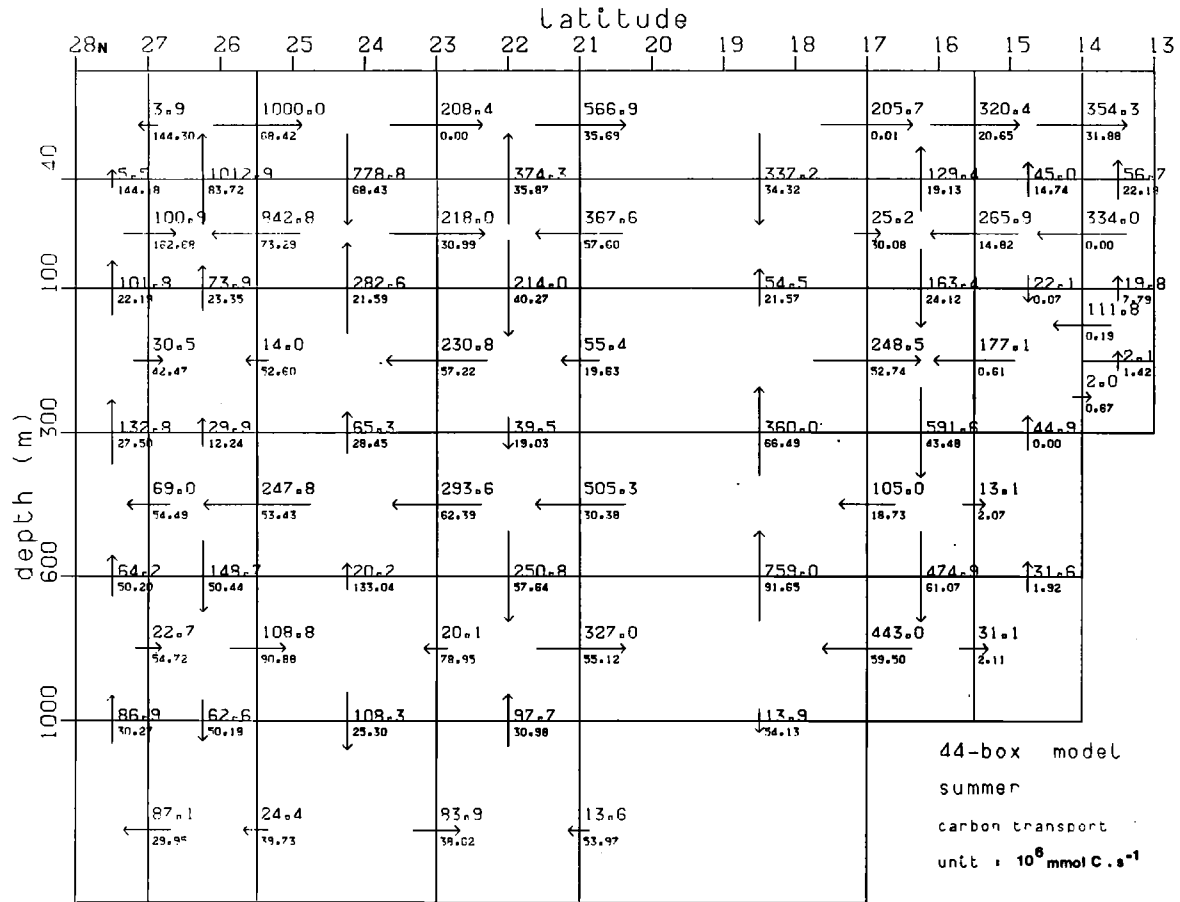 latitude
28N 27 26 25 24 23 22 21 20 19 18 17 16 15 14 13
3.9 1000.0 208.4 566.9 205.7 320.4 354.3
144.30 68.42 0.00 35.69 0.01 20.65 31.88
40
5.5 1012.9 778.8 374.3 337.2 129.4 45.0 56.7
144.18 83.72 68.43 35.87 34.32 19.13 14.74 22.18
100.9 842.8 218.0 367.6 25.2 265.9 334.0
162.68 73.29 30.99 57.60 30.08 14.82 0.00
100
101.8 73.9 282.6 214.0 54.5 163.4 22.1 19.8
22.19 23.35 21.59 40.27 21.57 24.12 0.07 7.79
111.8
0.19
30.5 14.0 230.8 55.4 248.5 177.1 2.1
42.47 52.60 57.22 19.63 52.74 0.61 1.42
2.0
0.67
300
132.8 29.9 65.3 39.5 360.0 591.6 44.9
27.50 12.24 28.45 19.03 66.49 43.48 0.00
depth (m)
69.0 247.8 293.6 505.3 105.0 13.1
54.49 53.43 62.39 30.38 18.73 2.07
600
64.2 148.7 20.2 250.8 759.0 474.9 31.6
50.20 50.44 133.04 57.64 91.65 61.07 1.92
22.7 108.8 20.1 327.0 443.0 31.1
54.72 90.88 78.95 55.12 59.50 2.11
1000
86.9 62.6 108.3 97.7 13.9
30.27 50.19 25.30 30.98 54.13
44-box model
summer
carbon transport
unit : 10⁶ mmol C . s⁻¹
87.1 24.4 83.9 13.6
29.95 39.73 38.02 53.97